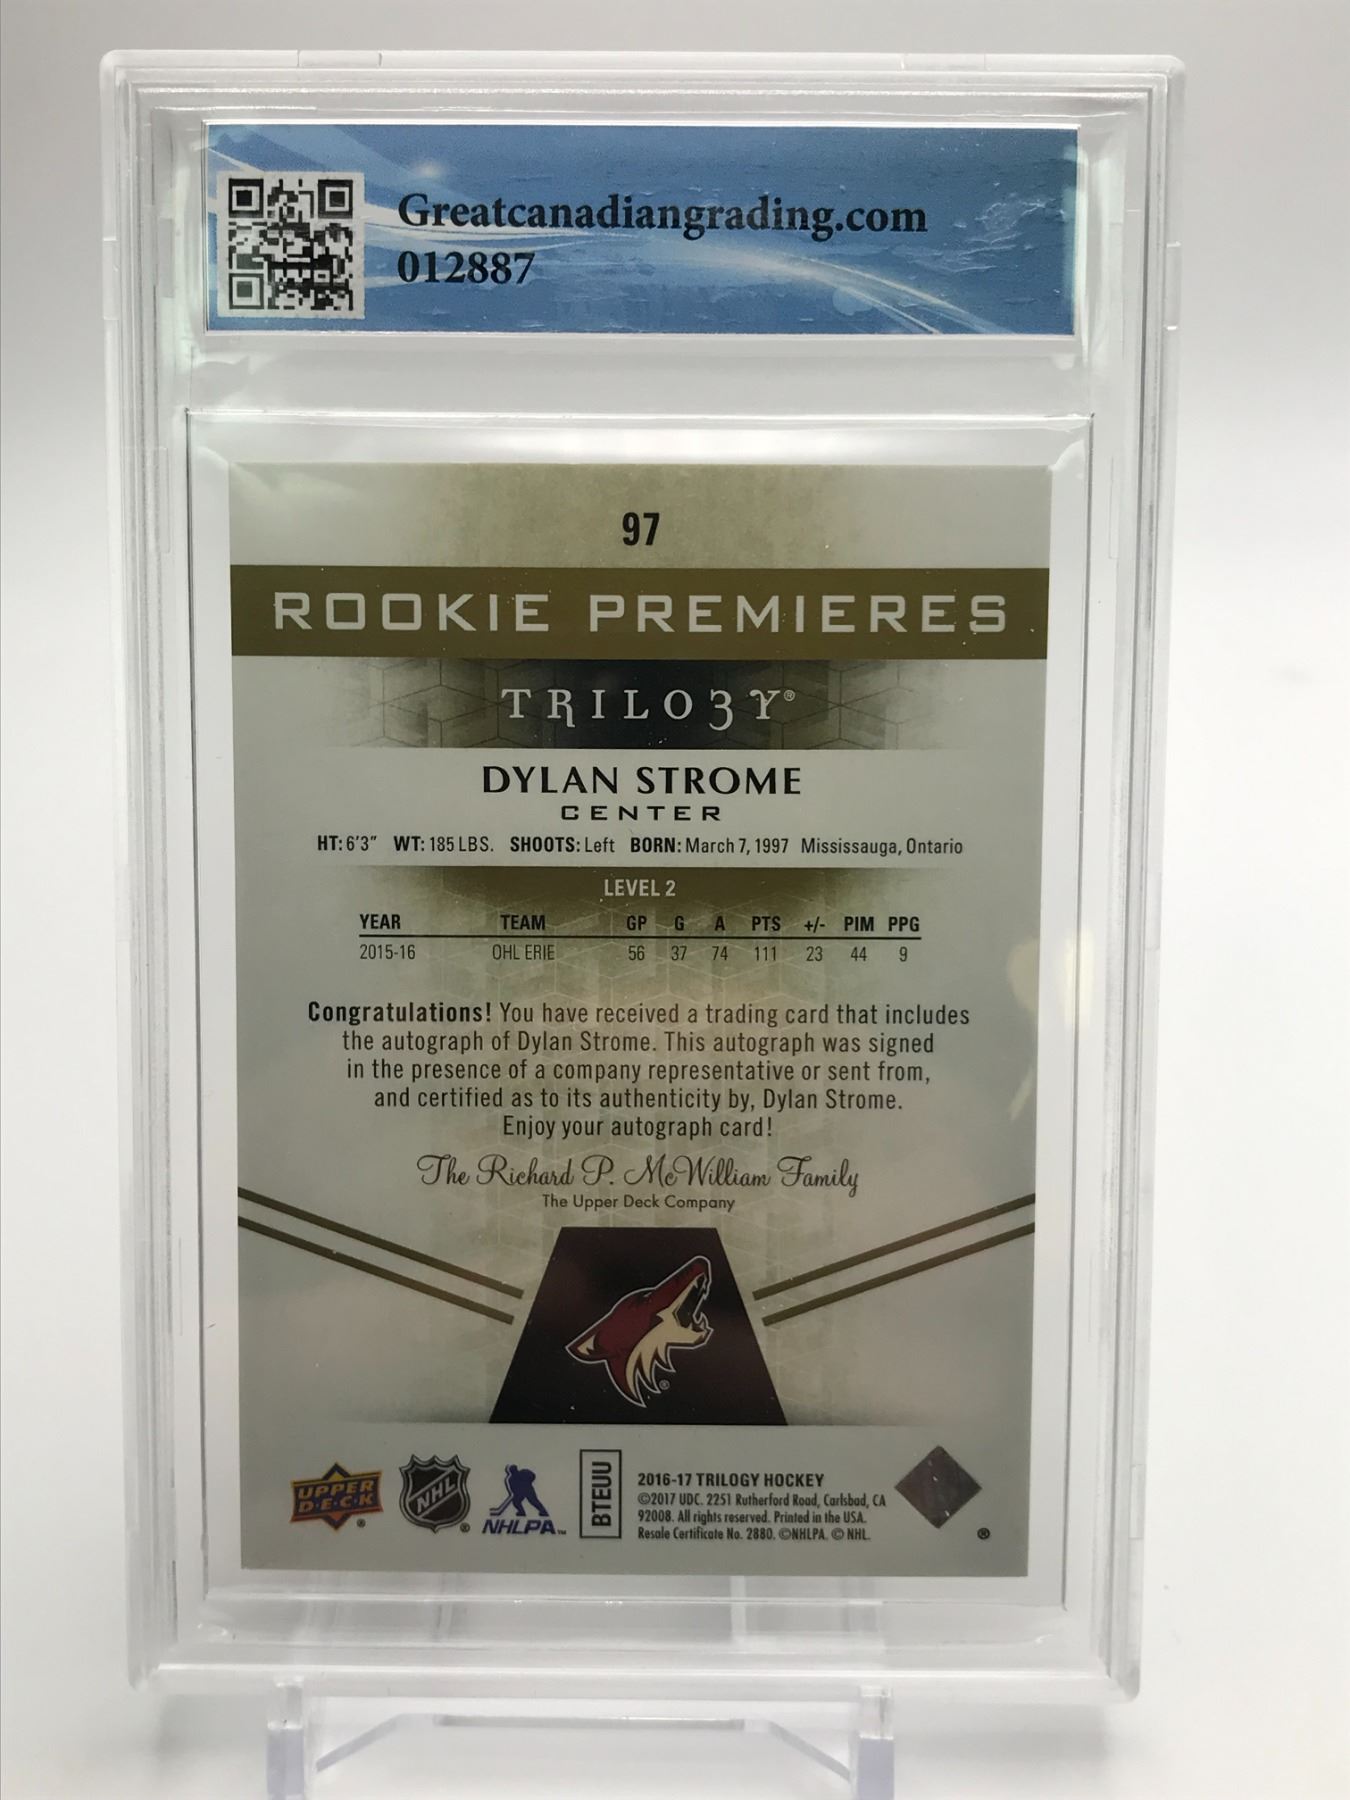 Greatcanadiangrading.com
012887
97
ROOKIE PREMIERES
TRILO3Y®
DYLAN STROME
CENTER
HT: 6'3" WT: 185 LBS. SHOOTS: Left BORN: March 7, 1997 Mississauga, Ontario
LEVEL 2
YEAR TEAM GP G A PTS +/- PIM PPG
2015-16 OHL ERIE 56 37 74 111 23 44 9
Congratulations! You have received a trading card that includes
the autograph of Dylan Strome. This autograph was signed
in the presence of a company representative or sent from,
and certified as to its authenticity by, Dylan Strome.
Enjoy your autograph card!
The Richard P. McWilliam Family
The Upper Deck Company
®
UPPER
D·E·C·K
®
NHL
®
NHLPA™
BTEUU
2016-17 TRILOGY HOCKEY
©2017 UDC. 2251 Rutherford Road, Carlsbad, CA
92008. All rights reserved. Printed in the USA.
Resale Certificate No. 2880. ©NHLPA. © NHL.
®